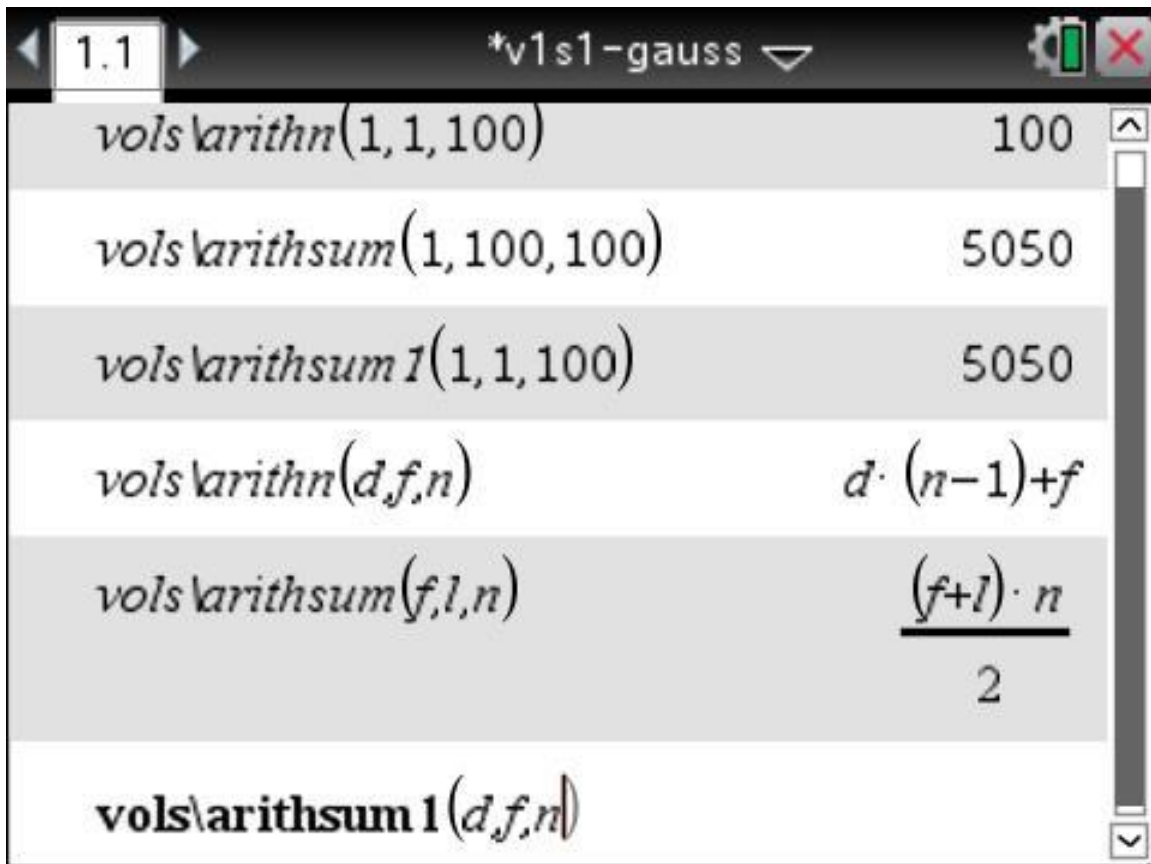 1.1 *v1s1-gauss
vols\arithn(1,1,100) 100
vols\arithsum(1,100,100) 5050
vols\arithsum1(1,1,100) 5050
vols\arithn(d,f,n) d·(n−1)+f
vols\arithsum(f,l,n) (f+l)·n
2
vols\arithsum1(d,f,n)